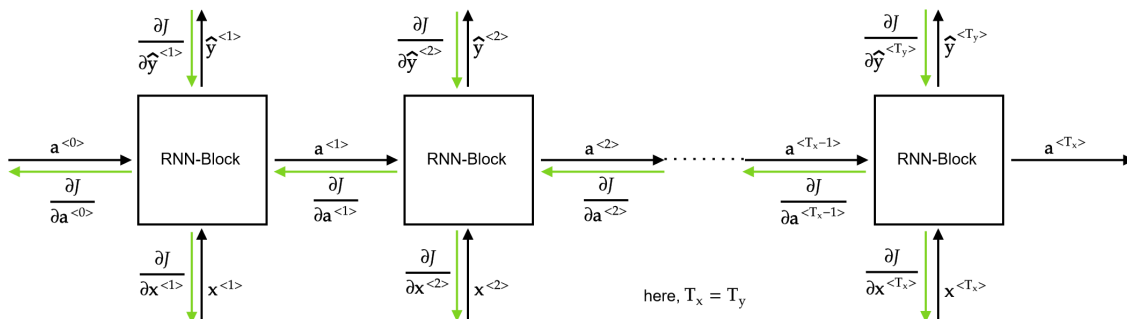 ∂J/∂ŷ^<1> ŷ^<1> ∂J/∂ŷ^<2> ŷ^<2> ∂J/∂ŷ^<T_y> ŷ^<T_y>
a^<0> RNN-Block a^<1> RNN-Block a^<2> a^<T_x−1> RNN-Block a^<T_x>
∂J/∂a^<0> ∂J/∂a^<1> ∂J/∂a^<2> ∂J/∂a^<T_x−1>
∂J/∂x^<1> x^<1> ∂J/∂x^<2> x^<2> ∂J/∂x^<T_x> x^<T_x>
here, T_x = T_y